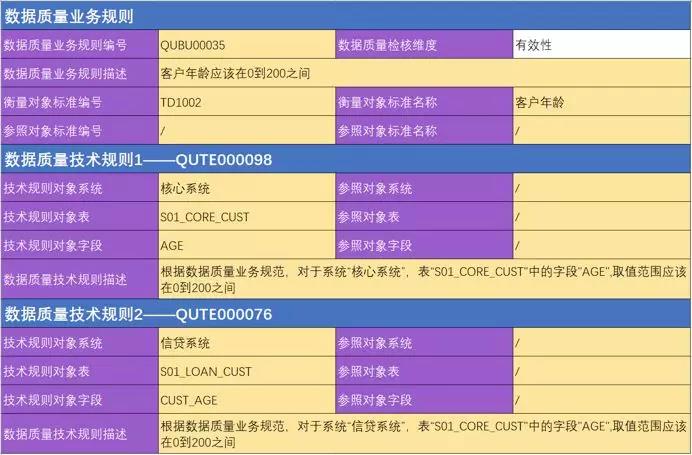 数据质量业务规则
数据质量业务规则编号 QUBU00035 数据质量检核维度 有效性
数据质量业务规则描述 客户年龄应该在0到200之间
衡量对象标准编号 TD1002 衡量对象标准名称 客户年龄
参照对象标准编号 / 参照对象标准名称 /
数据质量技术规则1——QUTE000098
技术规则对象系统 核心系统 参照对象系统 /
技术规则对象表 S01_CORE_CUST 参照对象表 /
技术规则对象字段 AGE 参照对象字段 /
数据质量技术规则描述 根据数据质量业务规范，对于系统“核心系统”，表“S01_CORE_CUST”中的字段”AGE”,取值范围应该
在0到200之间
数据质量技术规则2——QUTE000076
技术规则对象系统 信贷系统 参照对象系统 /
技术规则对象表 S01_LOAN_CUST 参照对象表 /
技术规则对象字段 CUST_AGE 参照对象字段 /
数据质量技术规则描述 根据数据质量业务规范，对于系统“信贷系统”，表“S01_CORE_CUST”中的字段”AGE”,取值范围应该
在0到200之间